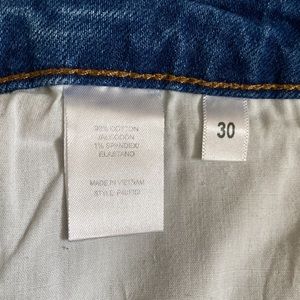 99% COTTON
/ALGODON
1% SPANDEX/
ELASTANO
MADE IN VIETNAM
STYLE:
30